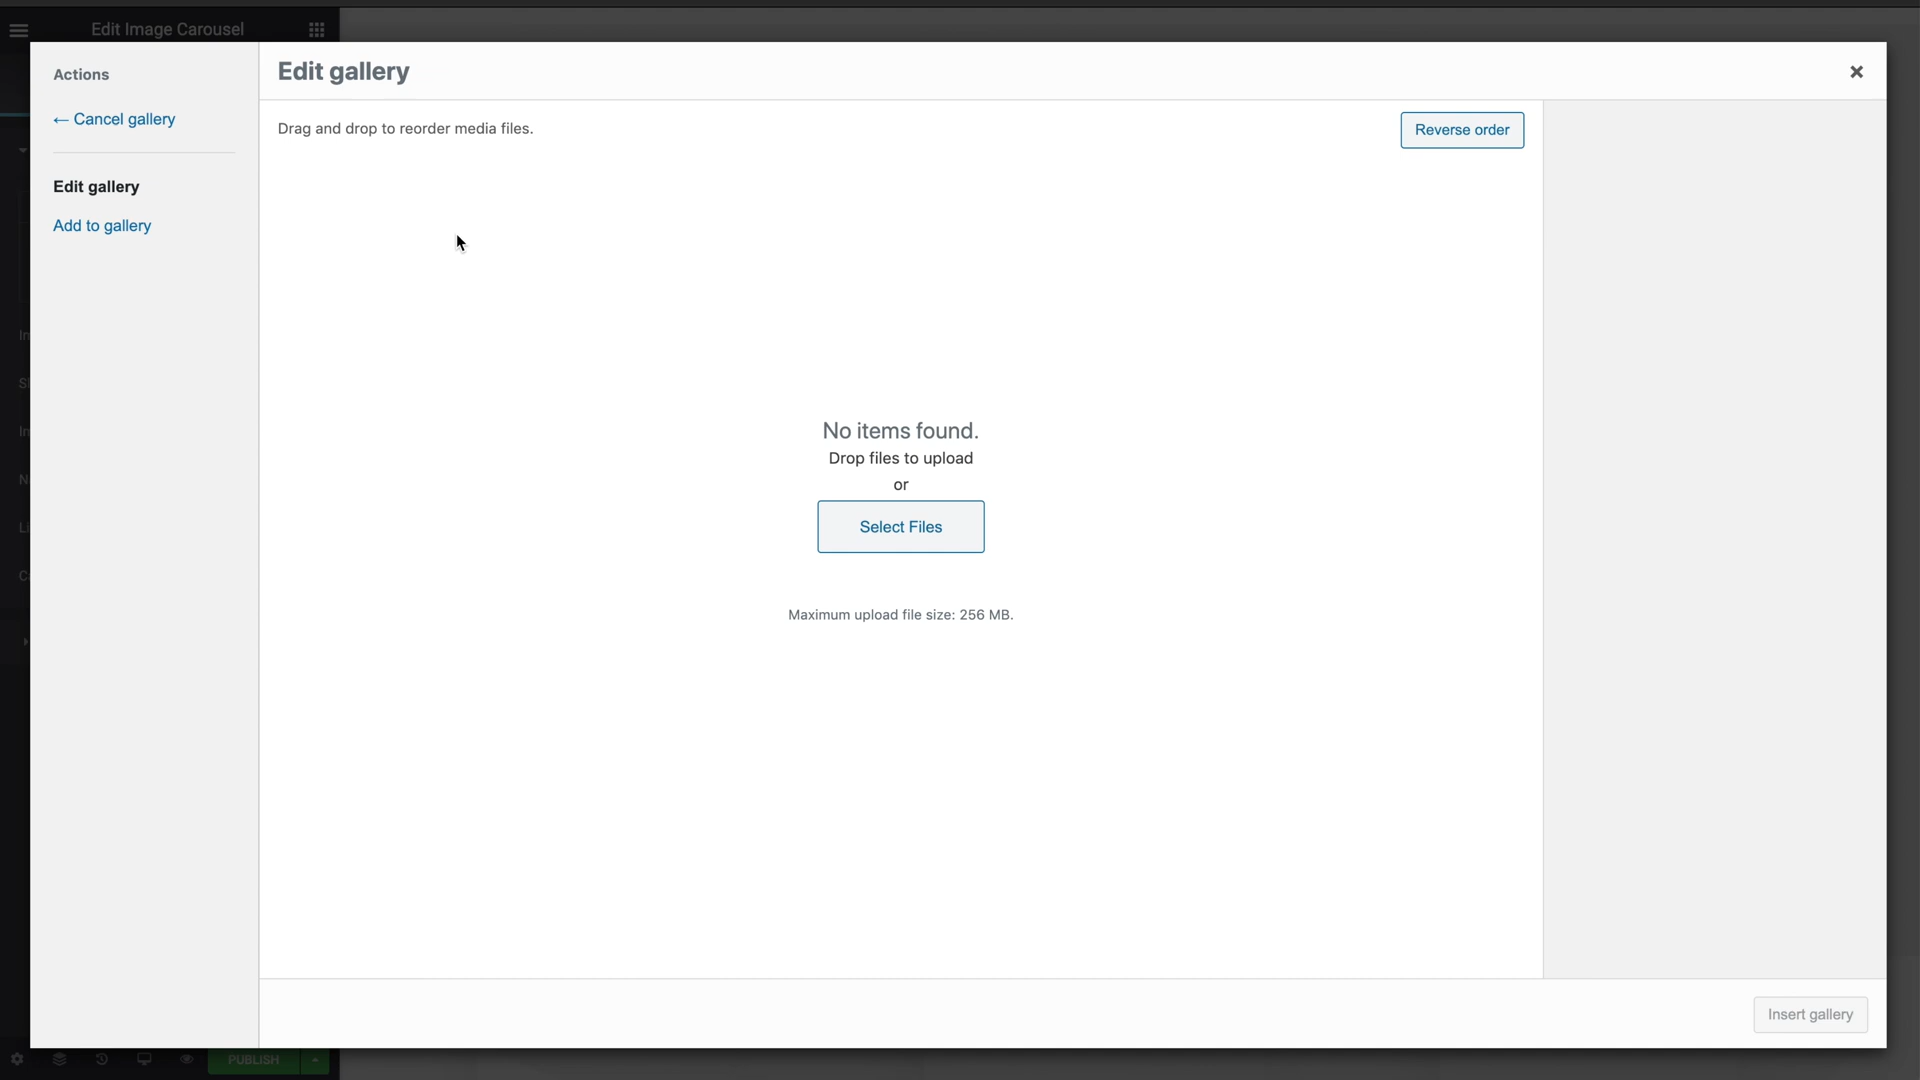 Edit Image Carousel
Actions
Edit gallery
← Cancel gallery
Drag and drop to reorder media files.
Reverse order
Edit gallery
Add to gallery
No items found.
Drop files to upload
or
Select Files
Maximum upload file size: 256 MB.
Insert gallery
PUBLISH